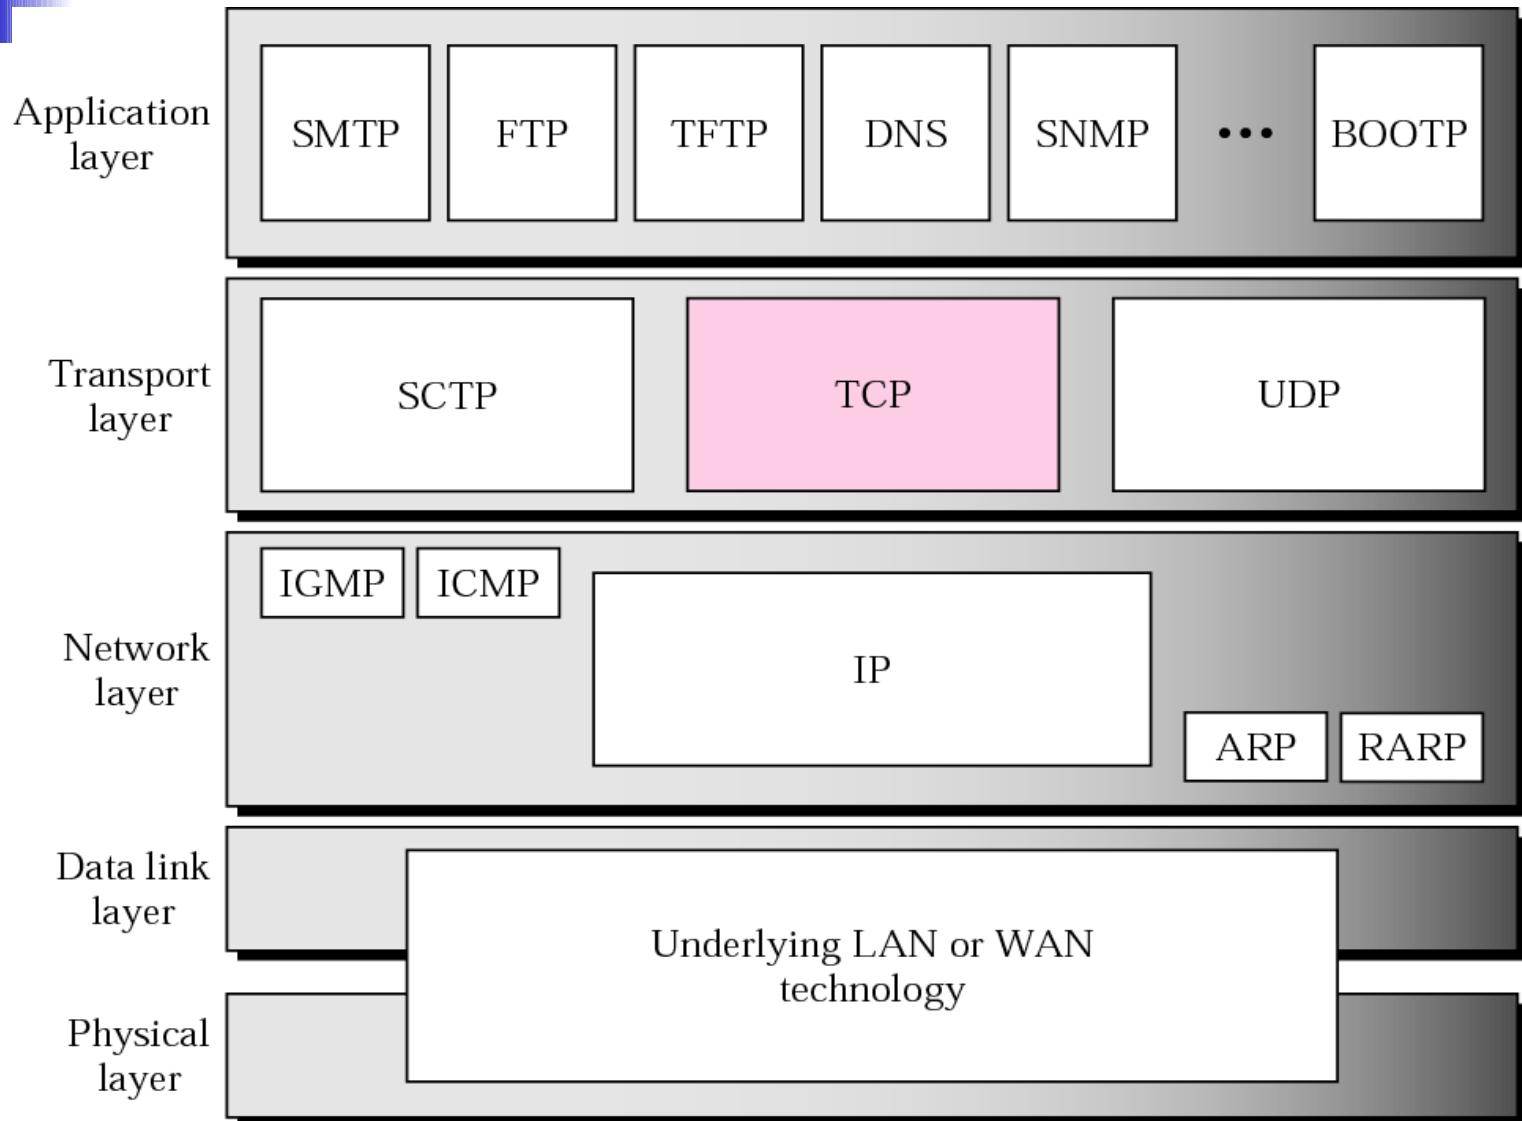 Application
layer
SMTP
FTP
TFTP
DNS
SNMP
•••
BOOTP
Transport
layer
SCTP
TCP
UDP
Network
layer
IGMP
ICMP
IP
ARP
RARP
Data link
layer
Underlying LAN or WAN
technology
Physical
layer